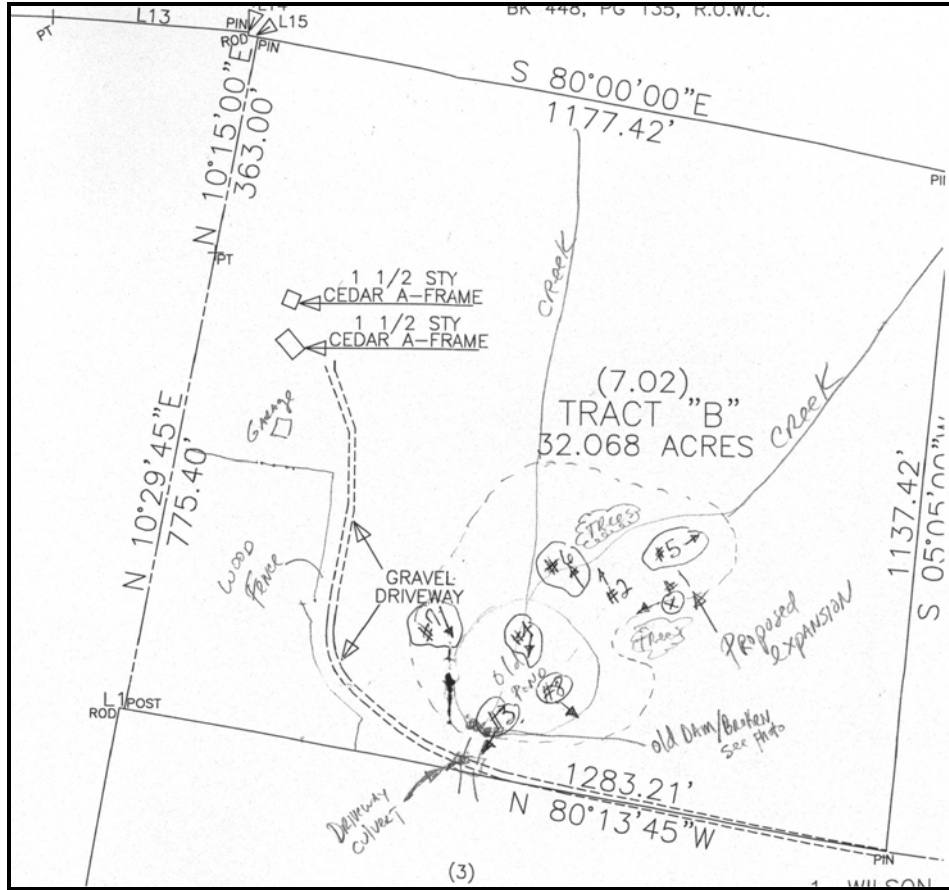 BK 448, PG 135, R.O.W.C.
L13
PIN
L14
L15
PT
ROD
PIN
S 80°00'00"E
1177.42'
PII
N 10°15'00"E
363.00'
PT
CREEK
1 1/2 STY
CEDAR A-FRAME
1 1/2 STY
CEDAR A-FRAME
GARAGE
(7.02)
TRACT "B"
32.068 ACRES
CREEK
N 10°29'45"E
775.40'
WOOD
FENCE
GRAVEL
DRIVEWAY
TREES
#6
#5
#2
X
TREES
PROPOSED
EXPANSION
1137.42'
S 05°05'00"W
#7
#4
OLD
POND
#8
#3
old DAM/BROKEN
see photo
L1
POST
ROD
1283.21'
N 80°13'45"W
DRIVEWAY
CULVERT
PIN
(3)
1 WILSON